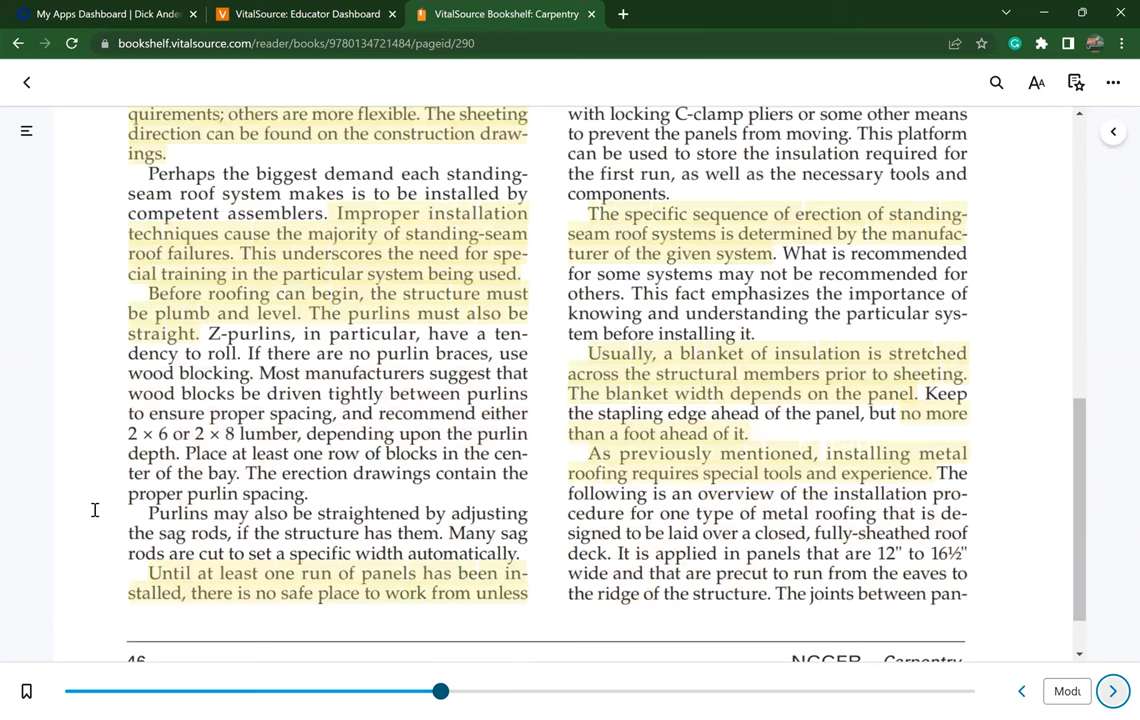 My Apps Dashboard | Dick Ander
VitalSource: Educator Dashboard
VitalSource Bookshelf: Carpentry
bookshelf.vitalsource.com/reader/books/9780134721484/pageid/290
quirements; others are more flexible. The sheeting
direction can be found on the construction draw-
ings.
Perhaps the biggest demand each standing-
seam roof system makes is to be installed by
competent assemblers. Improper installation
techniques cause the majority of standing-seam
roof failures. This underscores the need for spe-
cial training in the particular system being used.
Before roofing can begin, the structure must
be plumb and level. The purlins must also be
straight. Z-purlins, in particular, have a ten-
dency to roll. If there are no purlin braces, use
wood blocking. Most manufacturers suggest that
wood blocks be driven tightly between purlins
to ensure proper spacing, and recommend either
2 × 6 or 2 × 8 lumber, depending upon the purlin
depth. Place at least one row of blocks in the cen-
ter of the bay. The erection drawings contain the
proper purlin spacing.
Purlins may also be straightened by adjusting
the sag rods, if the structure has them. Many sag
rods are cut to set a specific width automatically.
Until at least one run of panels has been in-
stalled, there is no safe place to work from unless
with locking C-clamp pliers or some other means
to prevent the panels from moving. This platform
can be used to store the insulation required for
the first run, as well as the necessary tools and
components.
The specific sequence of erection of standing-
seam roof systems is determined by the manufac-
turer of the given system. What is recommended
for some systems may not be recommended for
others. This fact emphasizes the importance of
knowing and understanding the particular sys-
tem before installing it.
Usually, a blanket of insulation is stretched
across the structural members prior to sheeting.
The blanket width depends on the panel. Keep
the stapling edge ahead of the panel, but no more
than a foot ahead of it.
As previously mentioned, installing metal
roofing requires special tools and experience. The
following is an overview of the installation pro-
cedure for one type of metal roofing that is de-
signed to be laid over a closed, fully-sheathed roof
deck. It is applied in panels that are 12" to 16½"
wide and that are precut to run from the eaves to
the ridge of the structure. The joints between pan-
46
NCCER – Carpentry
Modu